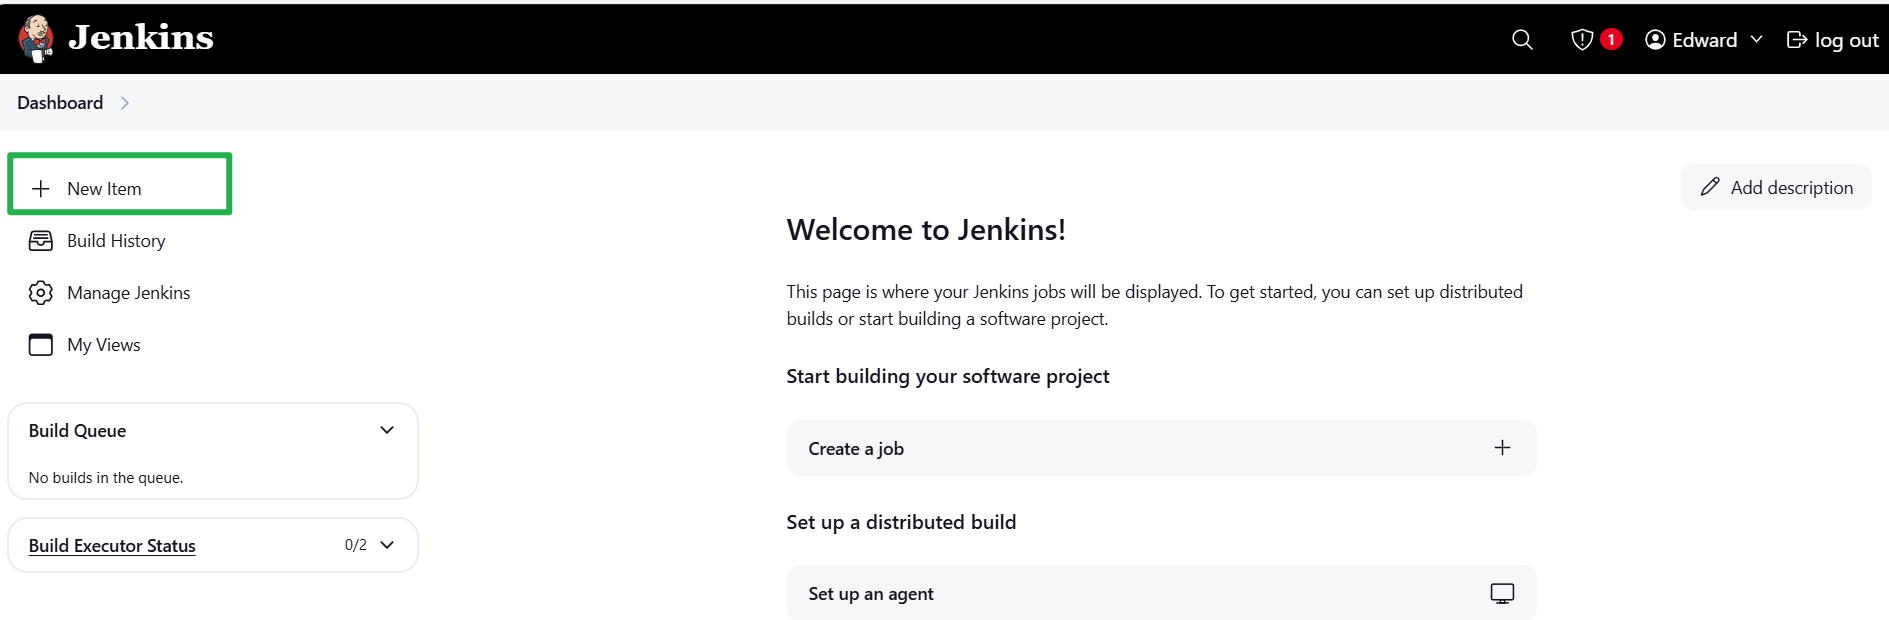 Jenkins
1
Edward
log out
Dashboard
New Item
Build History
Manage Jenkins
My Views
Build Queue
No builds in the queue.
Build Executor Status
0/2
Add description
Welcome to Jenkins!
This page is where your Jenkins jobs will be displayed. To get started, you can set up distributed
builds or start building a software project.
Start building your software project
Create a job
Set up a distributed build
Set up an agent